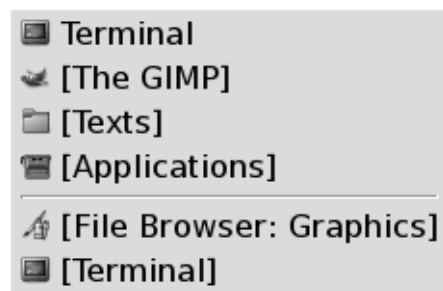 Terminal
[The GIMP]
[Texts]
[Applications]
[File Browser: Graphics]
[Terminal]